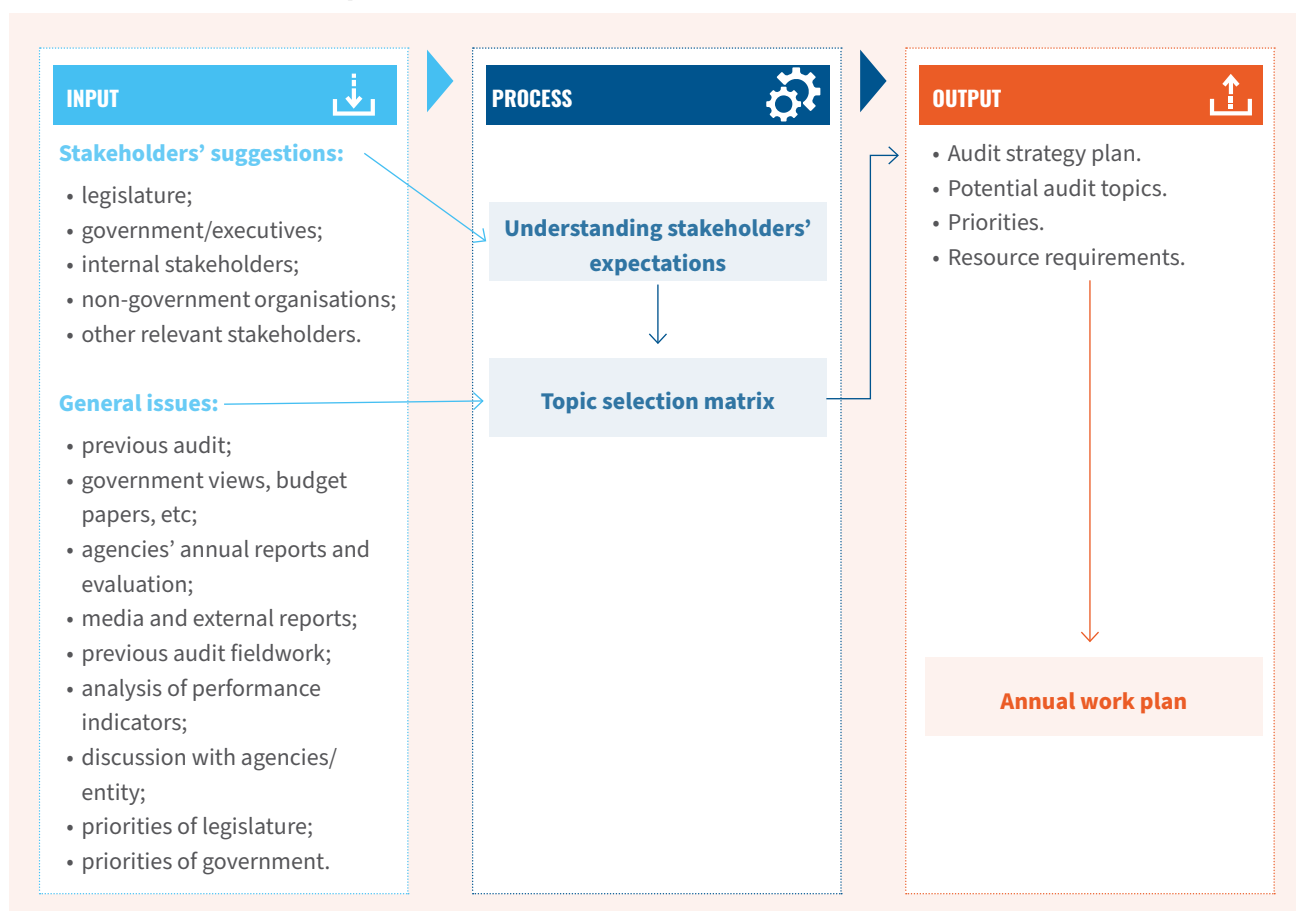 INPUT
Stakeholders’ suggestions:
• legislature;
• government/executives;
• internal stakeholders;
• non-government organisations;
• other relevant stakeholders.
General issues:
• previous audit;
• government views, budget
papers, etc;
• agencies’ annual reports and
evaluation;
• media and external reports;
• previous audit fieldwork;
• analysis of performance
indicators;
• discussion with agencies/
entity;
• priorities of legislature;
• priorities of government.
PROCESS
Understanding stakeholders’
expectations
Topic selection matrix
OUTPUT
• Audit strategy plan.
• Potential audit topics.
• Priorities.
• Resource requirements.
Annual work plan